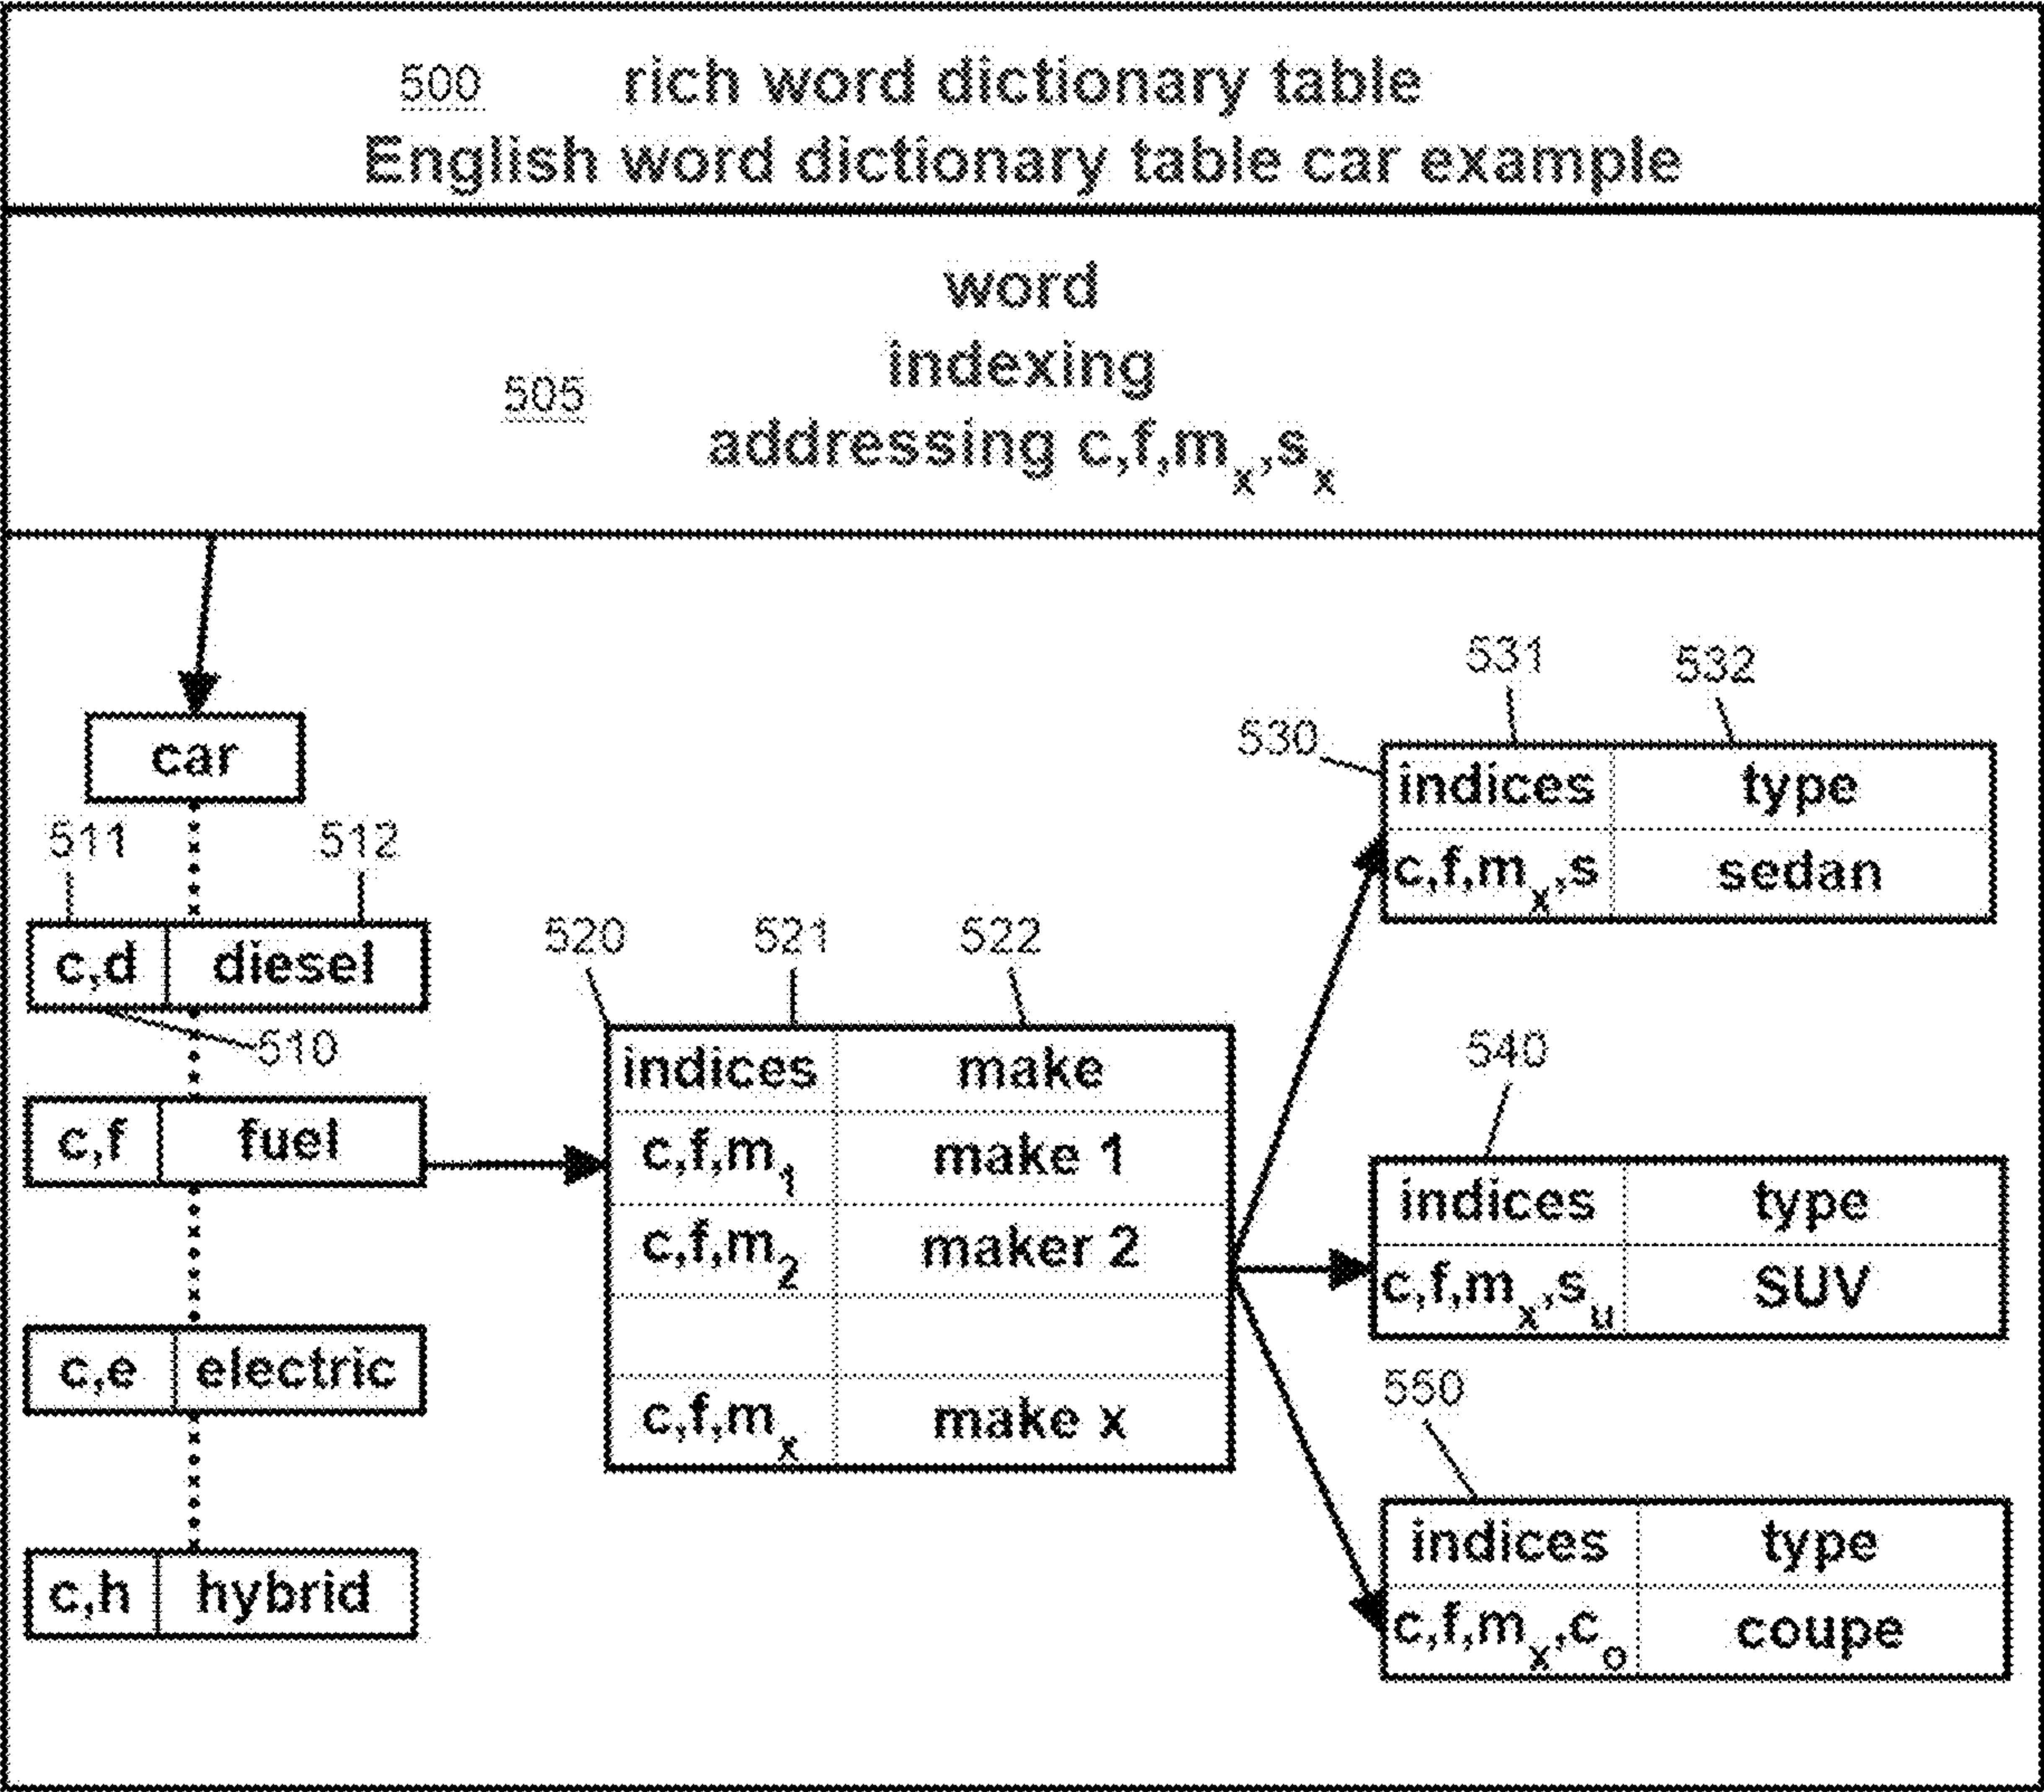 500 rich word dictionary table
English word dictionary table car example
word
indexing
505
addressing c,f,mₓ,sₓ
car
511 512
c,d diesel
510
c,f fuel
c,e electric
c,h hybrid
520 521 522
indices make
c,f,m₁ make 1
c,f,m₂ maker 2
c,f,mₓ make x
530 531 532
indices type
c,f,mₓ,s sedan
540
indices type
c,f,mₓ,sᵤ SUV
550
indices type
c,f,mₓ,cₒ coupe